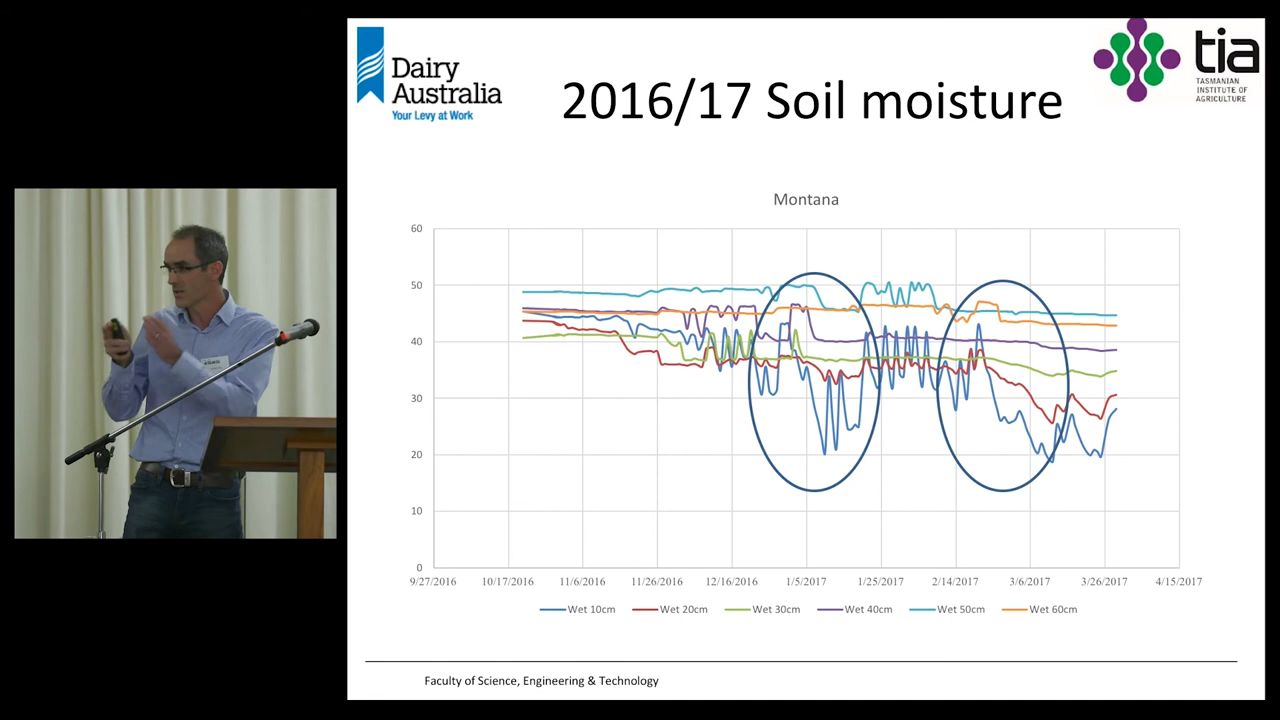 Dairy
Australia
Your Levy at Work
2016/17 Soil moisture
tia
TASMANIAN
INSTITUTE OF
AGRICULTURE
Montana
60
50
40
30
20
10
0
9/27/2016 10/17/2016 11/6/2016 11/26/2016 12/16/2016 1/5/2017 1/25/2017 2/14/2017 3/6/2017 3/26/2017 4/15/2017
Wet 10cm Wet 20cm Wet 30cm Wet 40cm Wet 50cm Wet 60cm
Faculty of Science, Engineering & Technology